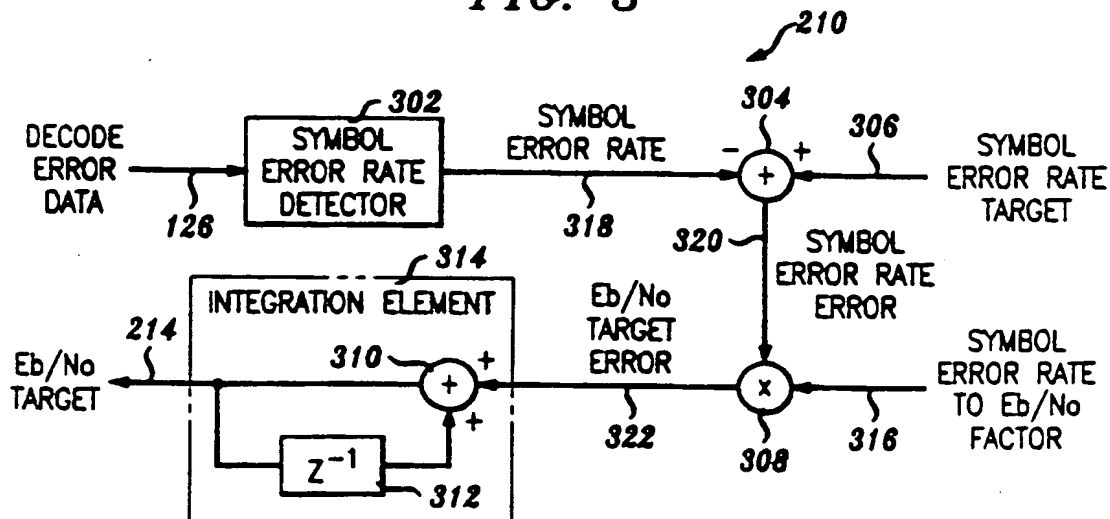 FIG. 3
210
302
304
DECODE
ERROR
DATA
126
SYMBOL
ERROR RATE
DETECTOR
SYMBOL
ERROR RATE
318
-
+
+
306
SYMBOL
ERROR RATE
TARGET
320
SYMBOL
ERROR RATE
ERROR
314
INTEGRATION ELEMENT
214
Eb/No
TARGET
310
+
+
+
Z⁻¹
312
Eb/No
TARGET
ERROR
322
X
308
316
SYMBOL
ERROR RATE
TO Eb/No
FACTOR